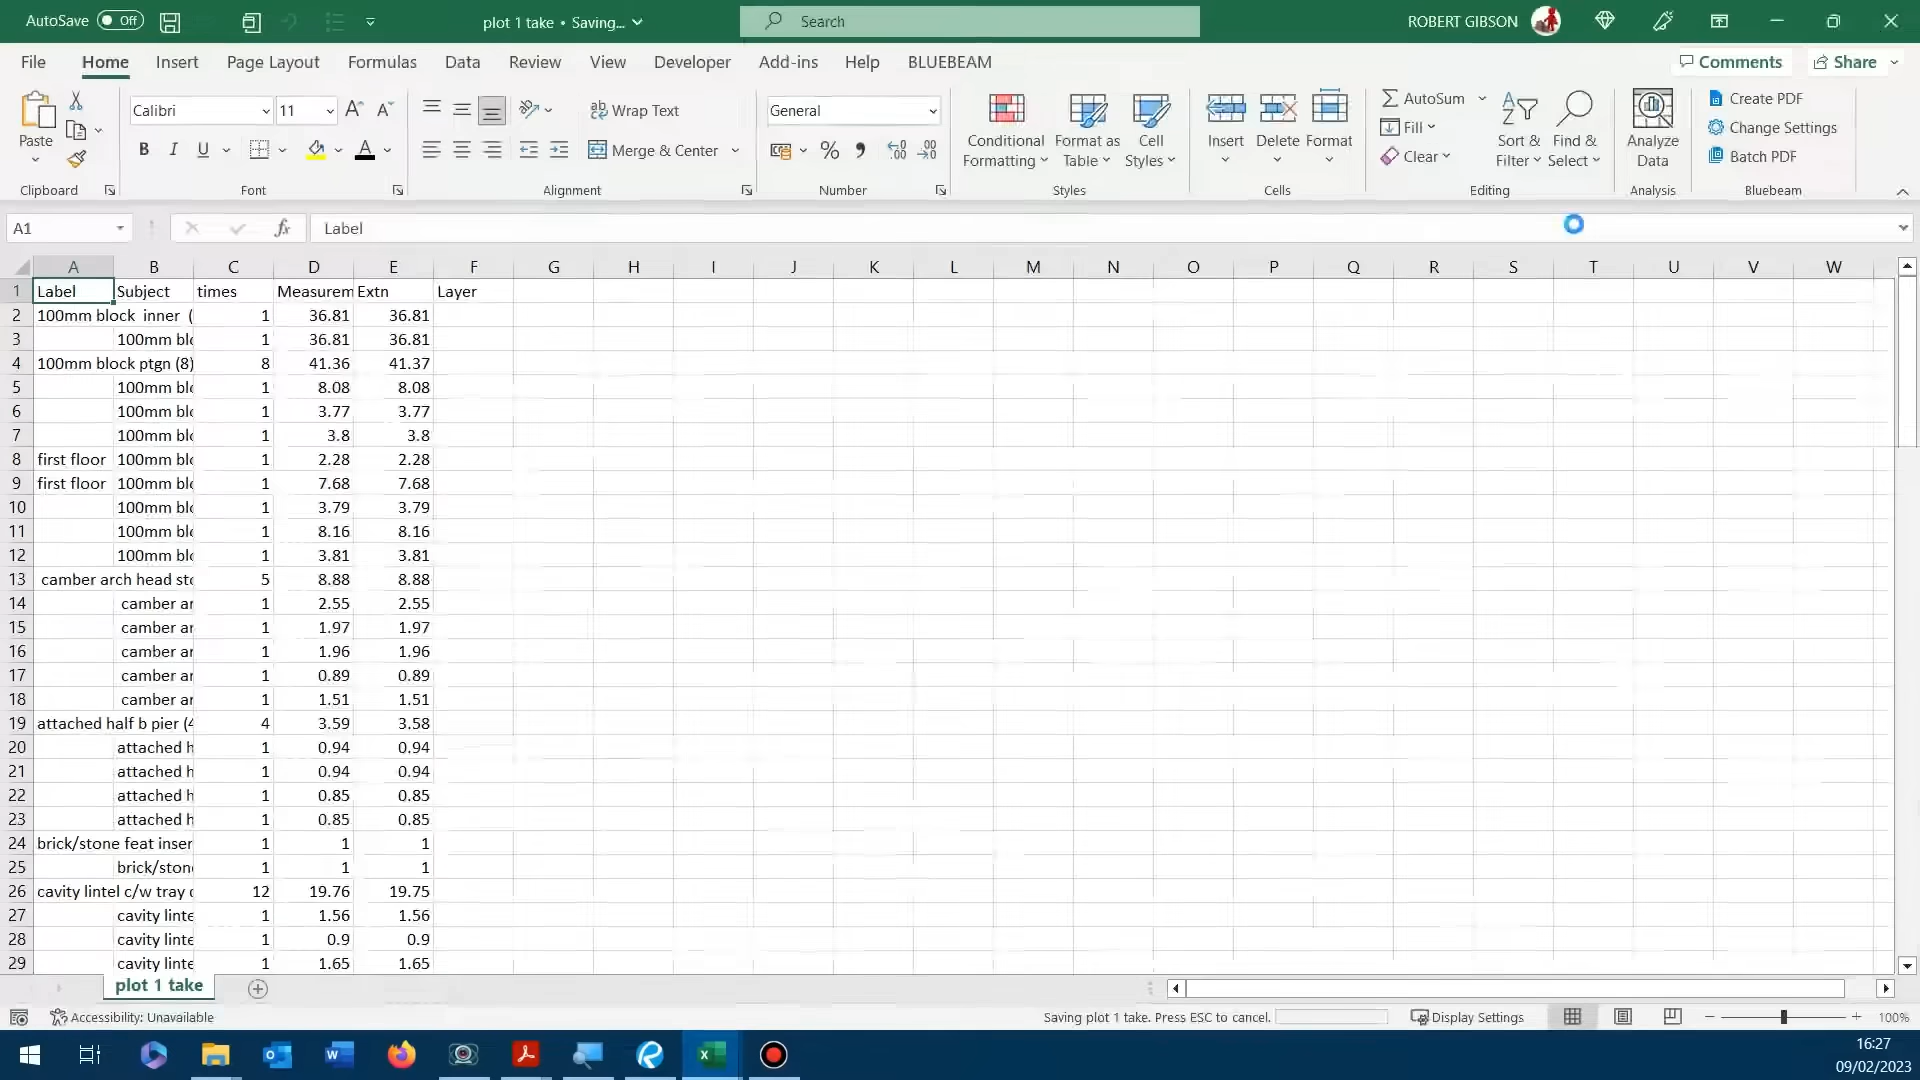 AutoSave Off plot 1 take • Saving... Search ROBERT GIBSON
File Home Insert Page Layout Formulas Data Review View Developer Add-ins Help BLUEBEAM Comments Share
Paste Calibri 11 B I U A Wrap Text Merge & Center General % Conditional Formatting Format as Table Cell Styles Insert Delete Format AutoSum Fill Clear Sort & Filter Find & Select Analyze Data Create PDF Change Settings Batch PDF
Clipboard Font Alignment Number Styles Cells Editing Analysis Bluebeam
A1 fx Label
A B C D E F G H I J K L M N O P Q R S T U V W
1 Label Subject times Measurem Extn Layer
2 100mm block  inner  ( 1 36.81 36.81
3 100mm blo 1 36.81 36.81
4 100mm block ptgn (8) 8 41.36 41.37
5 100mm blo 1 8.08 8.08
6 100mm blo 1 3.77 3.77
7 100mm blo 1 3.8 3.8
8 first floor 100mm blo 1 2.28 2.28
9 first floor 100mm blo 1 7.68 7.68
10 100mm blo 1 3.79 3.79
11 100mm blo 1 8.16 8.16
12 100mm blo 1 3.81 3.81
13 camber arch head sto 5 8.88 8.88
14 camber ar 1 2.55 2.55
15 camber ar 1 1.97 1.97
16 camber ar 1 1.96 1.96
17 camber ar 1 0.89 0.89
18 camber ar 1 1.51 1.51
19 attached half b pier (4 4 3.59 3.58
20 attached h 1 0.94 0.94
21 attached h 1 0.94 0.94
22 attached h 1 0.85 0.85
23 attached h 1 0.85 0.85
24 brick/stone feat inser 1 1 1
25 brick/stone 1 1 1
26 cavity lintel c/w tray 12 19.76 19.75
27 cavity linte 1 1.56 1.56
28 cavity linte 1 0.9 0.9
29 cavity linte 1 1.65 1.65
plot 1 take
Accessibility: Unavailable Saving plot 1 take. Press ESC to cancel. Display Settings 100%
16:27
09/02/2023